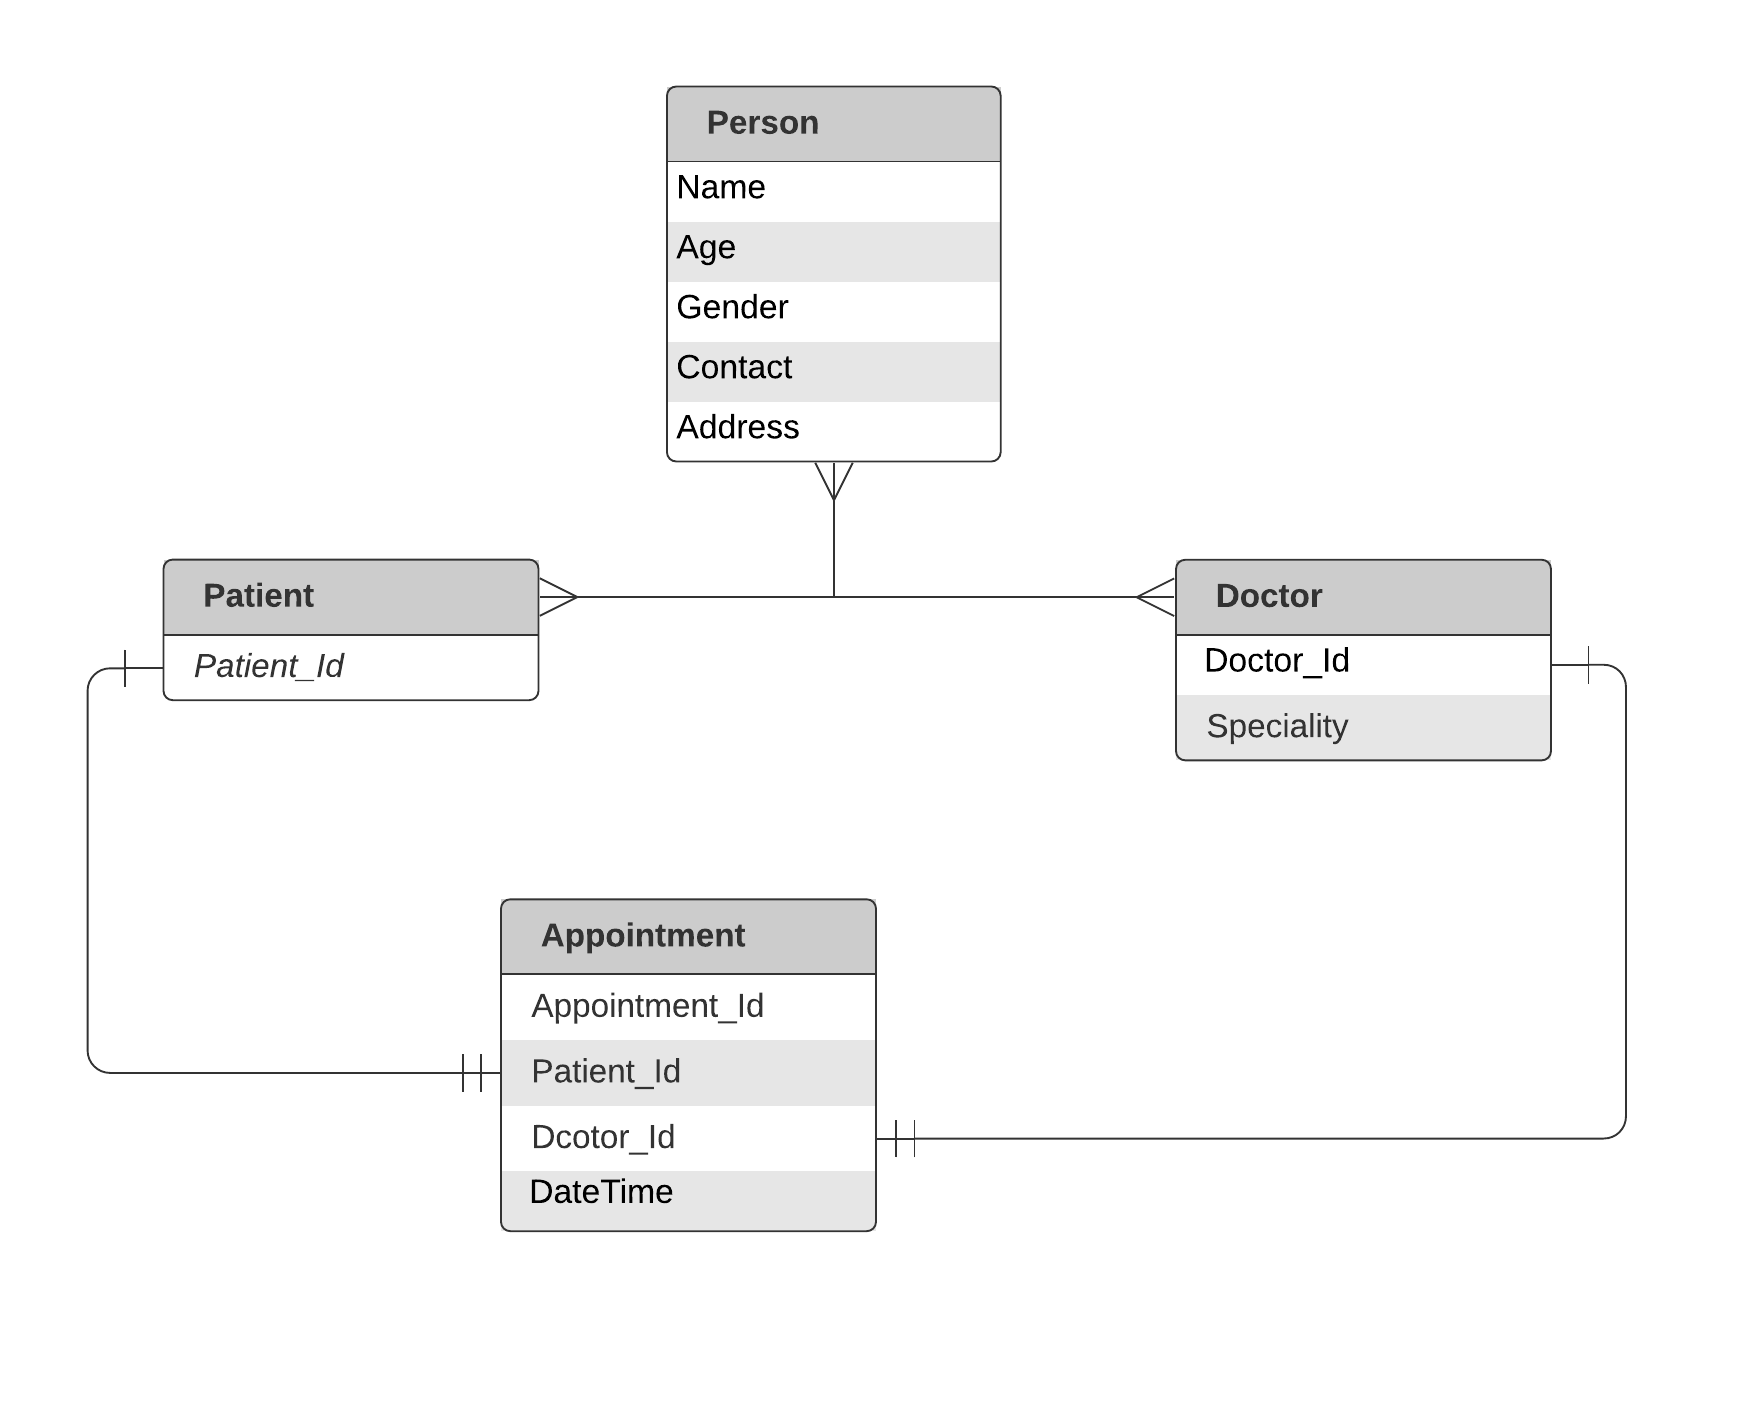 Person
Name
Age
Gender
Contact
Address
Patient
Patient_Id
Doctor
Doctor_Id
Speciality
Appointment
Appointment_Id
Patient_Id
Dcotor_Id
DateTime